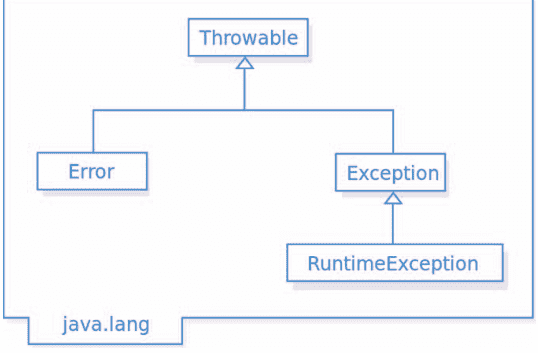 Throwable
Error
Exception
RuntimeException
java.lang